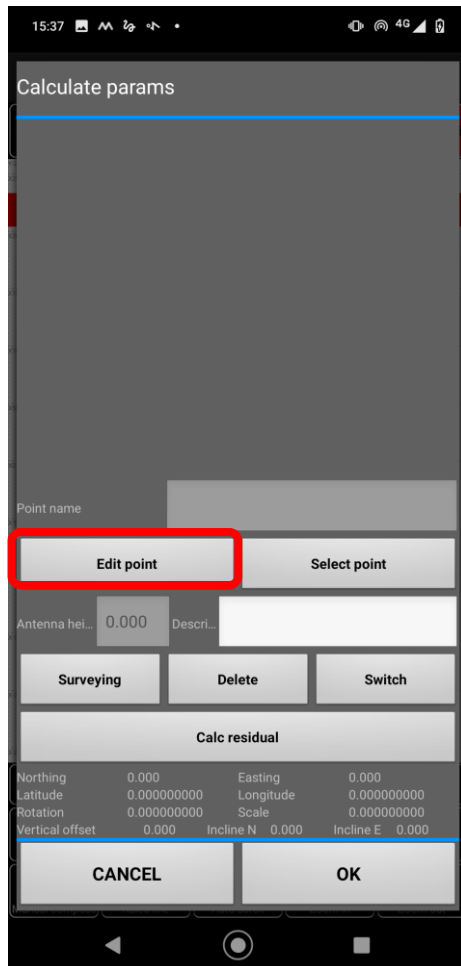 15:37 4G
Calculate params
Point name
Edit point Select point
Antenna hei... 0.000 Descri...
Surveying Delete Switch
Calc residual
Northing 0.000 Easting 0.000
Latitude 0.000000000 Longitude 0.000000000
Rotation 0.000000000 Scale 0.000000000
Vertical offset 0.000 Incline N 0.000 Incline E 0.000
CANCEL OK